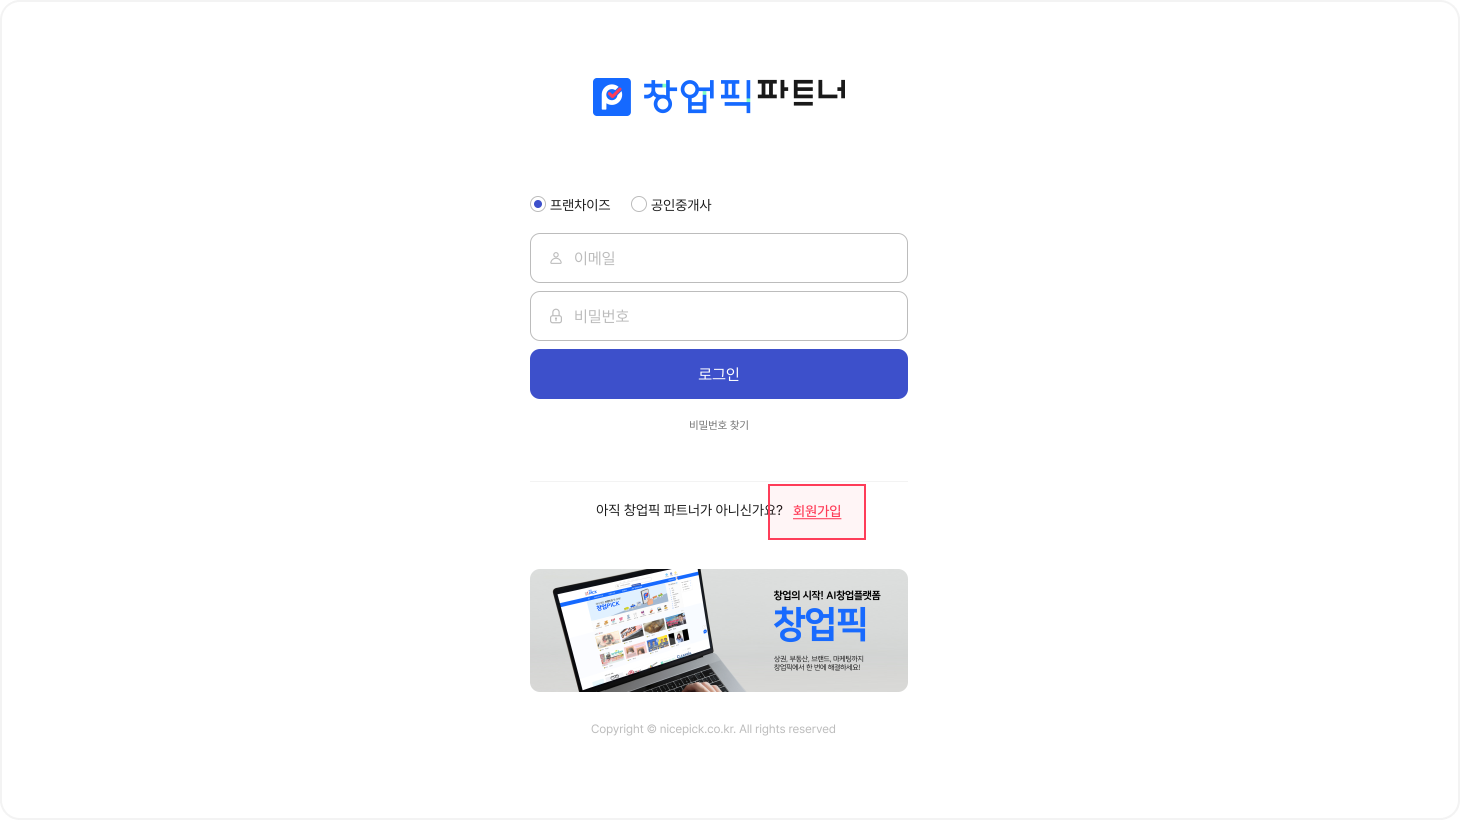 창업픽 파트너
프랜차이즈 공인중개사
이메일
비밀번호
로그인
비밀번호 찾기
아직 창업픽 파트너가 아니신가요? 회원가입
창업의 시작! AI창업플랫폼
창업픽
상권, 부동산, 브랜드, 마케팅까지
창업픽에서 한 번에 해결하세요!
Copyright © nicepick.co.kr. All rights reserved